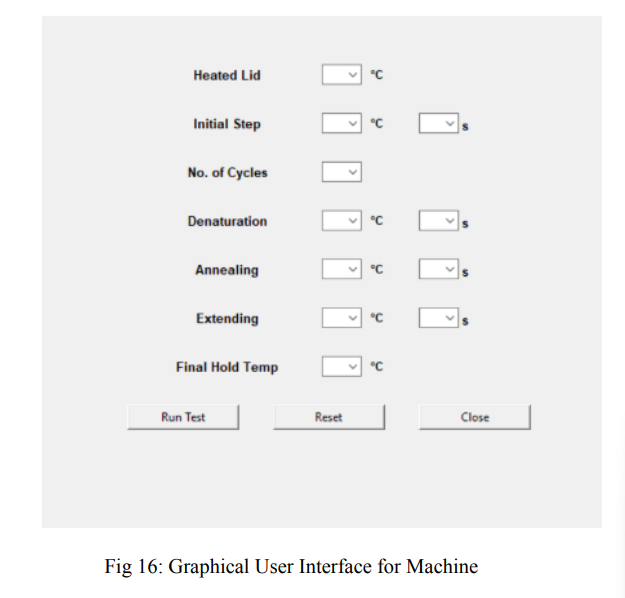 Heated Lid °C
Initial Step °C s
No. of Cycles
Denaturation °C s
Annealing °C s
Extending °C s
Final Hold Temp °C
Run Test Reset Close
Fig 16: Graphical User Interface for Machine